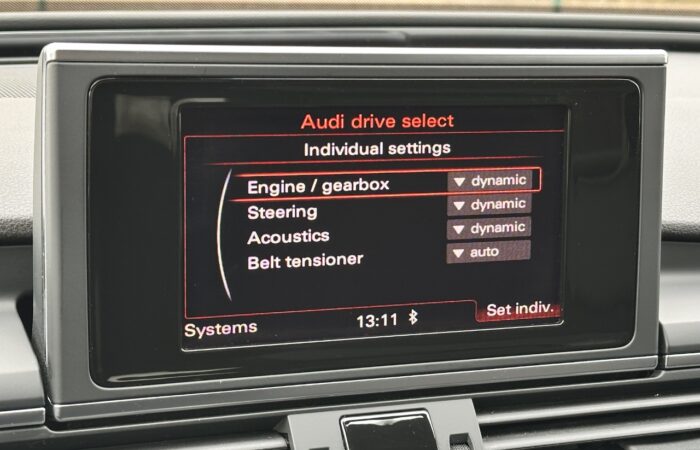 Audi drive select
Individual settings
Engine / gearbox ▼ dynamic
Steering ▼ dynamic
Acoustics ▼ dynamic
Belt tensioner ▼ auto
Set indiv.
Systems 13:11